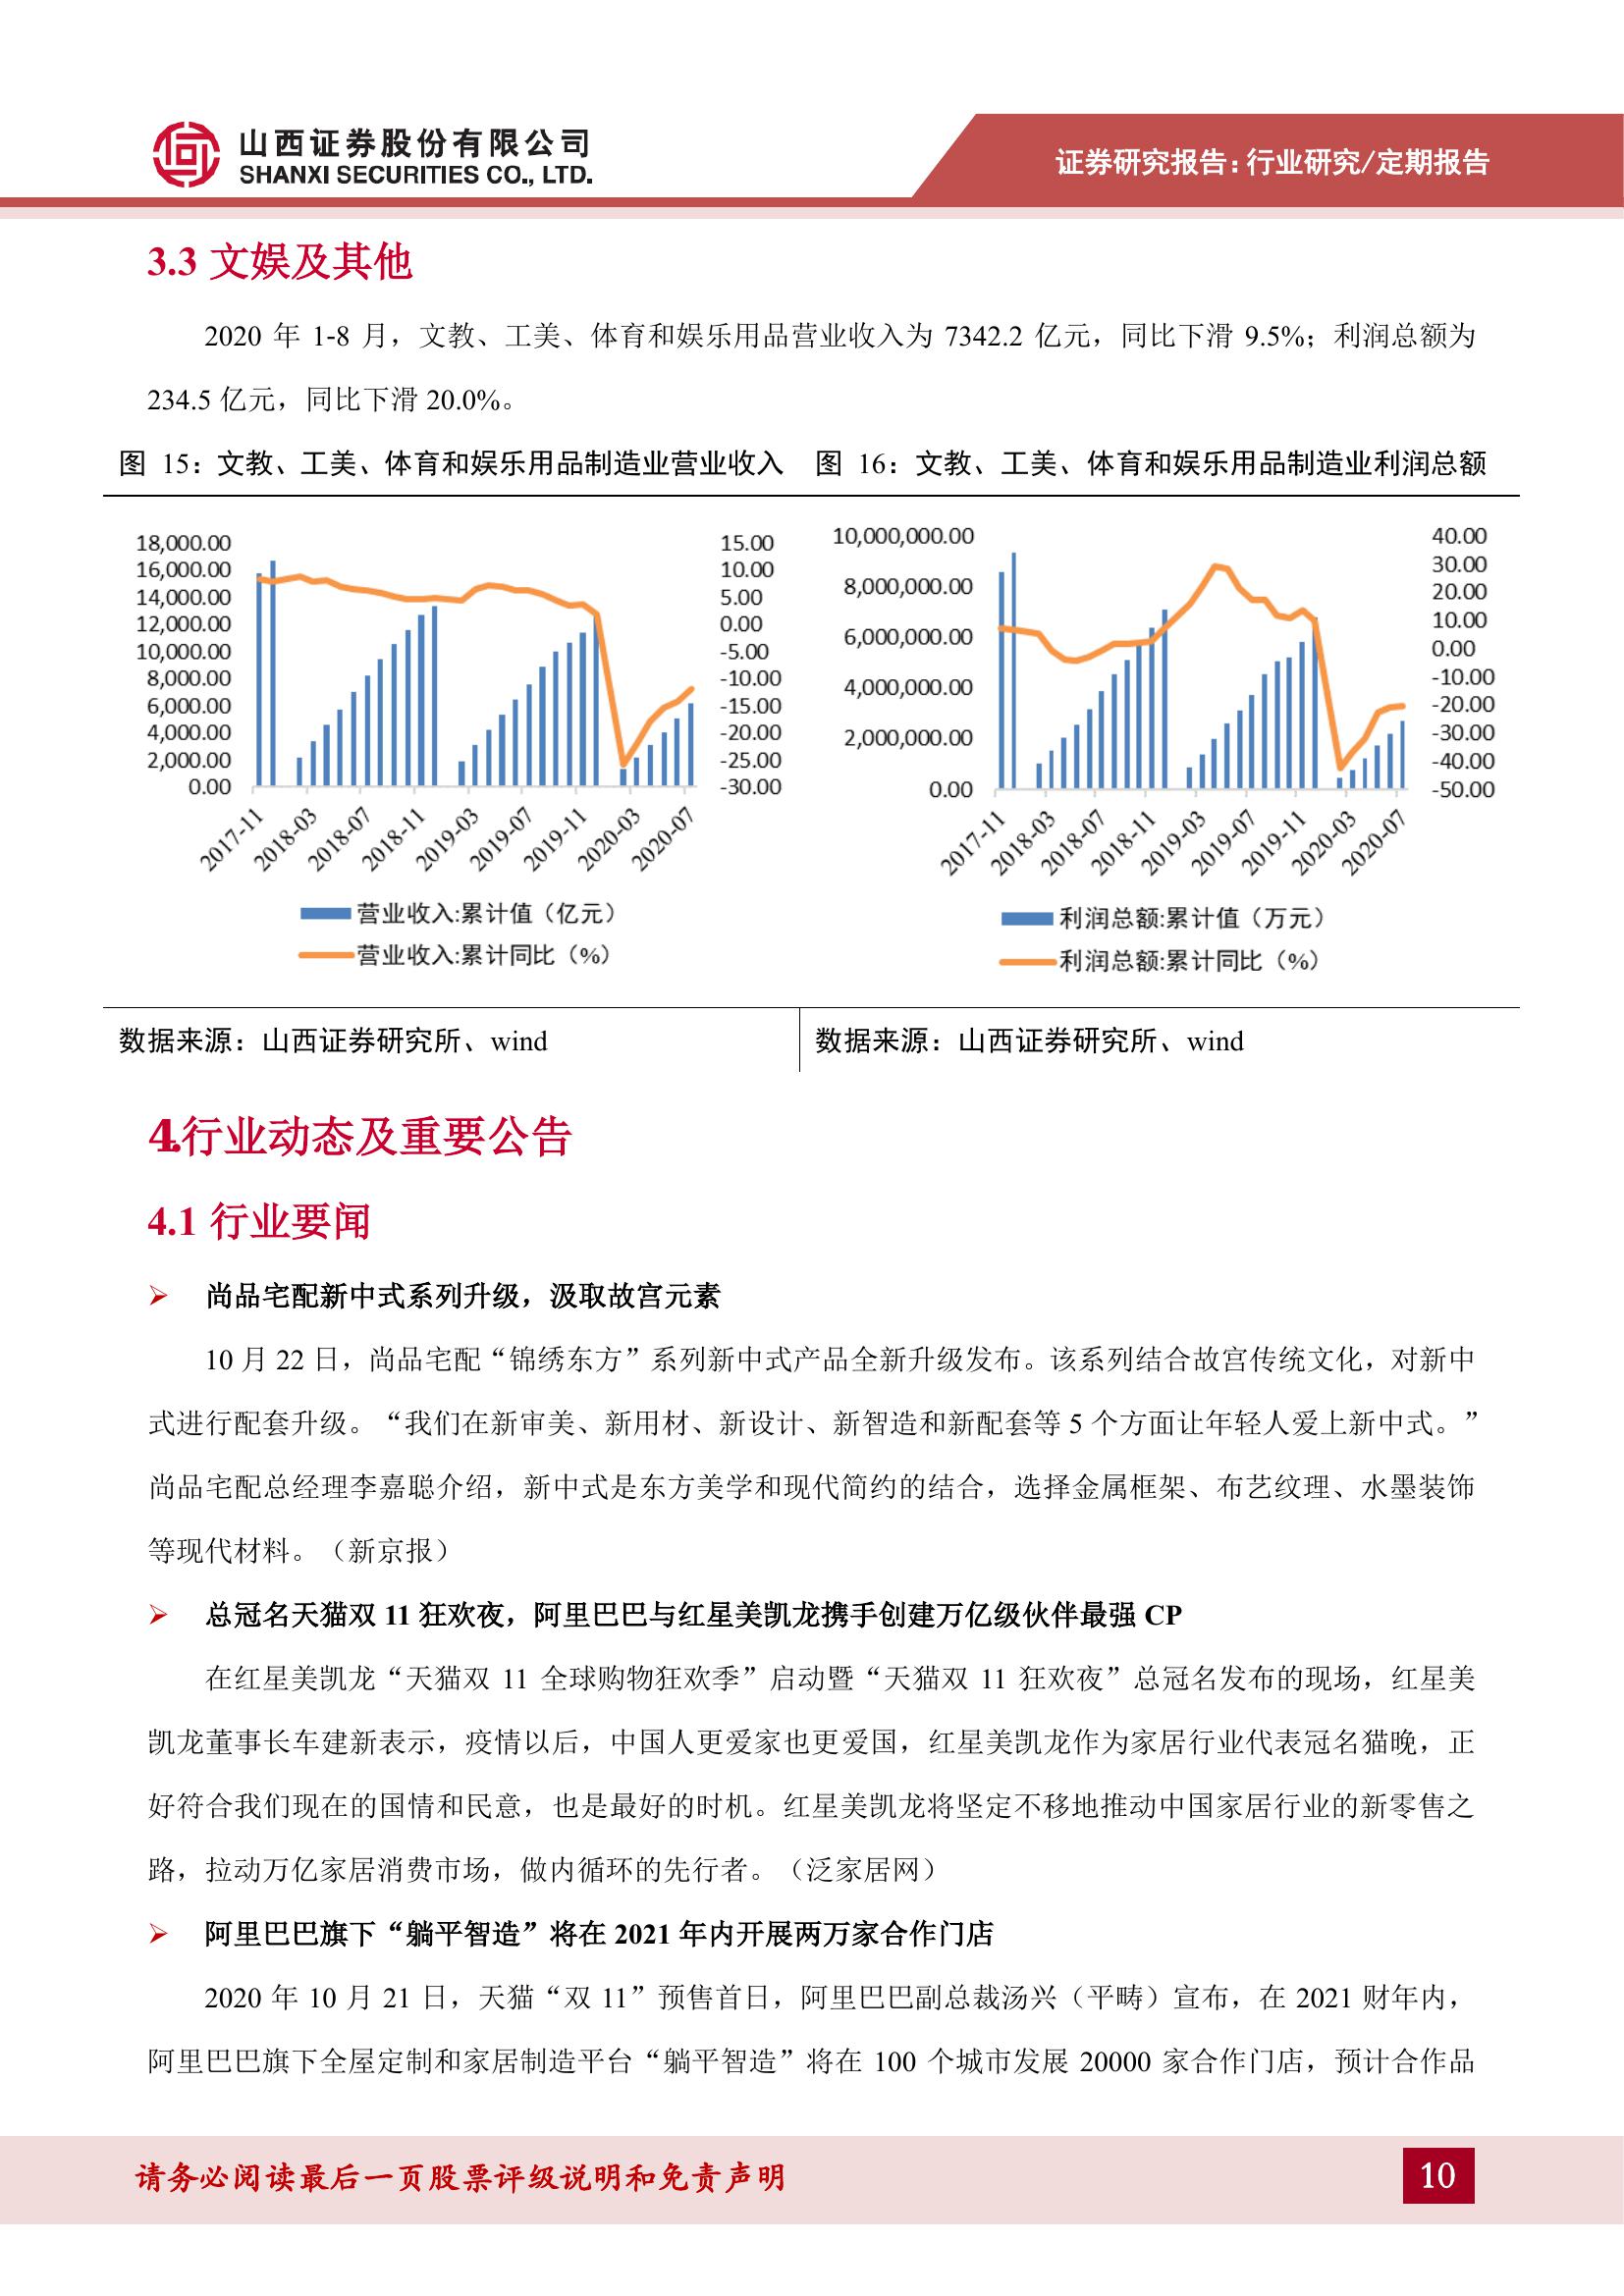 山西证券股份有限公司
SHANXI SECURITIES CO., LTD.
证券研究报告:行业研究/定期报告
3.3 文娱及其他
2020 年 1-8 月，文教、工美、体育和娱乐用品营业收入为 7342.2 亿元，同比下滑 9.5%；利润总额为
234.5 亿元，同比下滑 20.0%。
图 15：文教、工美、体育和娱乐用品制造业营业收入
18,000.00
16,000.00
14,000.00
12,000.00
10,000.00
8,000.00
6,000.00
4,000.00
2,000.00
0.00
15.00
10.00
5.00
0.00
-5.00
-10.00
-15.00
-20.00
-25.00
-30.00
2017-11
2018-03
2018-07
2018-11
2019-03
2019-07
2019-11
2020-03
2020-07
营业收入:累计值（亿元）
营业收入:累计同比（%）
数据来源：山西证券研究所、wind
图 16：文教、工美、体育和娱乐用品制造业利润总额
10,000,000.00
8,000,000.00
6,000,000.00
4,000,000.00
2,000,000.00
0.00
40.00
30.00
20.00
10.00
0.00
-10.00
-20.00
-30.00
-40.00
-50.00
2017-11
2018-03
2018-07
2018-11
2019-03
2019-07
2019-11
2020-03
2020-07
利润总额:累计值（万元）
利润总额:累计同比（%）
数据来源：山西证券研究所、wind
4.行业动态及重要公告
4.1 行业要闻
➢ 尚品宅配新中式系列升级，汲取故宫元素
10 月 22 日，尚品宅配“锦绣东方”系列新中式产品全新升级发布。该系列结合故宫传统文化，对新中
式进行配套升级。“我们在新审美、新用材、新设计、新智造和新配套等 5 个方面让年轻人爱上新中式。”
尚品宅配总经理李嘉聪介绍，新中式是东方美学和现代简约的结合，选择金属框架、布艺纹理、水墨装饰
等现代材料。（新京报）
➢ 总冠名天猫双 11 狂欢夜，阿里巴巴与红星美凯龙携手创建万亿级伙伴最强 CP
在红星美凯龙“天猫双 11 全球购物狂欢季”启动暨“天猫双 11 狂欢夜”总冠名发布的现场，红星美
凯龙董事长车建新表示，疫情以后，中国人更爱家也更爱国，红星美凯龙作为家居行业代表冠名猫晚，正
好符合我们现在的国情和民意，也是最好的时机。红星美凯龙将坚定不移地推动中国家居行业的新零售之
路，拉动万亿家居消费市场，做内循环的先行者。（泛家居网）
➢ 阿里巴巴旗下“躺平智造”将在 2021 年内开展两万家合作门店
2020 年 10 月 21 日，天猫“双 11”预售首日，阿里巴巴副总裁汤兴（平畴）宣布，在 2021 财年内，
阿里巴巴旗下全屋定制和家居制造平台“躺平智造”将在 100 个城市发展 20000 家合作门店，预计合作品
请务必阅读最后一页股票评级说明和免责声明
10